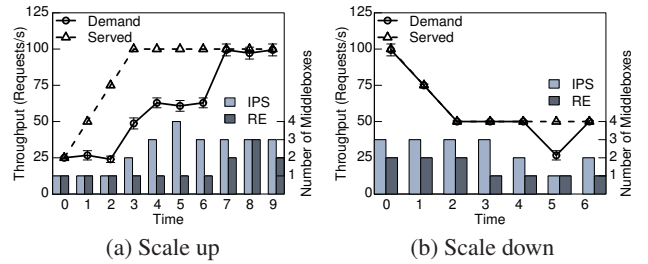 Demand
Served
IPS
RE
125
100
75
50
25
0
4
3
2
1
Throughput (Requests/s)
Number of Middleboxes
0 1 2 3 4 5 6 7 8 9
Time
(a) Scale up
Demand
Served
IPS
RE
125
100
75
50
25
0
4
3
2
1
Throughput (Requests/s)
Number of Middleboxes
0 1 2 3 4 5 6
Time
(b) Scale down